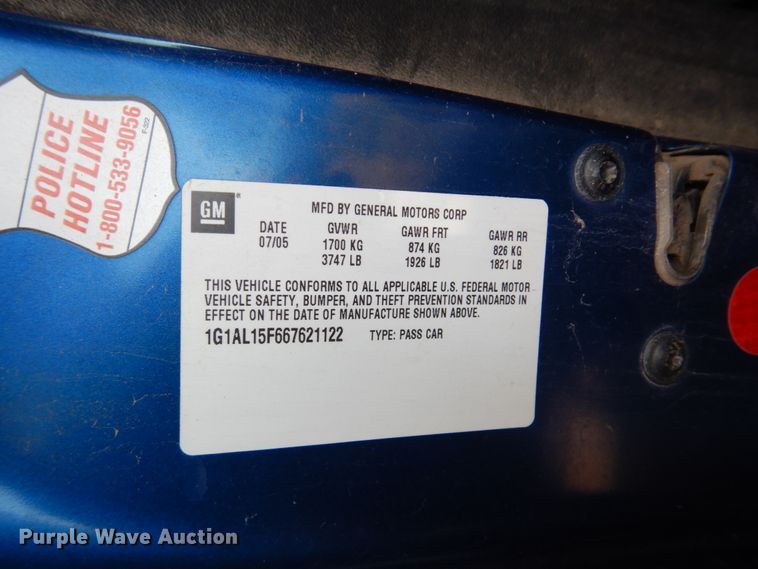 POLICE
HOTLINE
1-800-533-9056
F-322
GM
MFD BY GENERAL MOTORS CORP
DATE GVWR GAWR FRT GAWR RR
07/05 1700 KG 874 KG 826 KG
3747 LB 1926 LB 1821 LB
THIS VEHICLE CONFORMS TO ALL APPLICABLE U.S. FEDERAL MOTOR
VEHICLE SAFETY, BUMPER, AND THEFT PREVENTION STANDARDS IN
EFFECT ON THE DATE OF MANUFACTURE SHOWN ABOVE.
1G1AL15F667621122 TYPE: PASS CAR
Purple Wave Auction